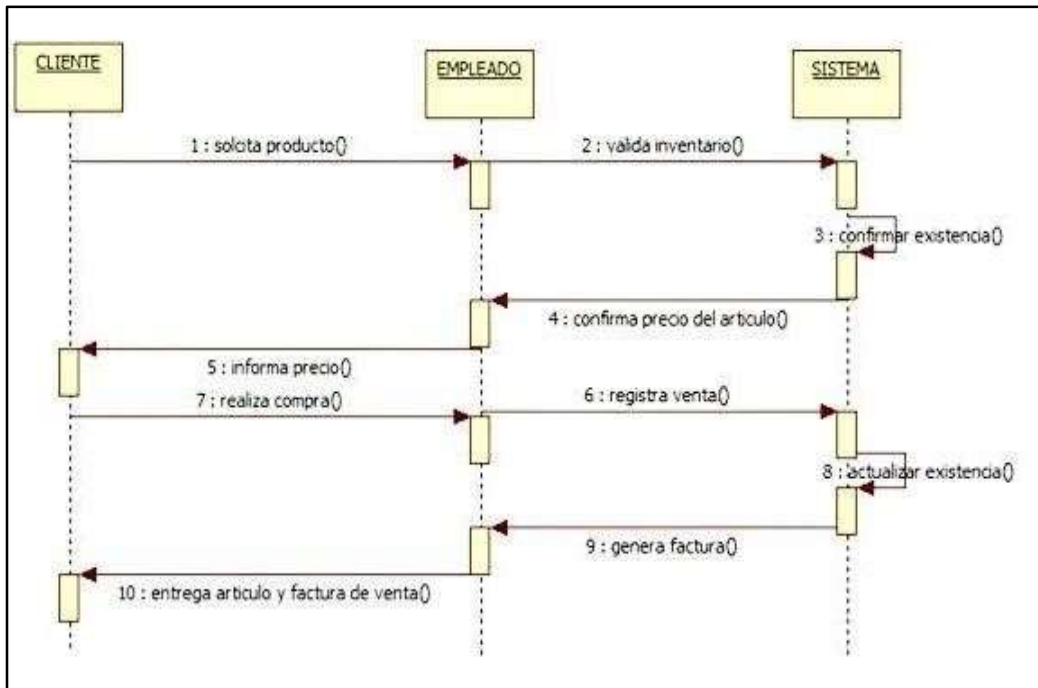 CLIENTE
EMPLEADO
SISTEMA
1 : solcita producto()
2 : valida inventario()
3 : confirmar existencia()
4 : confirma precio del articulo()
5 : informa precio()
6 : registra venta()
7 : realiza compra()
8 : actualizar existencia()
9 : genera factura()
10 : entrega articulo y factura de venta()